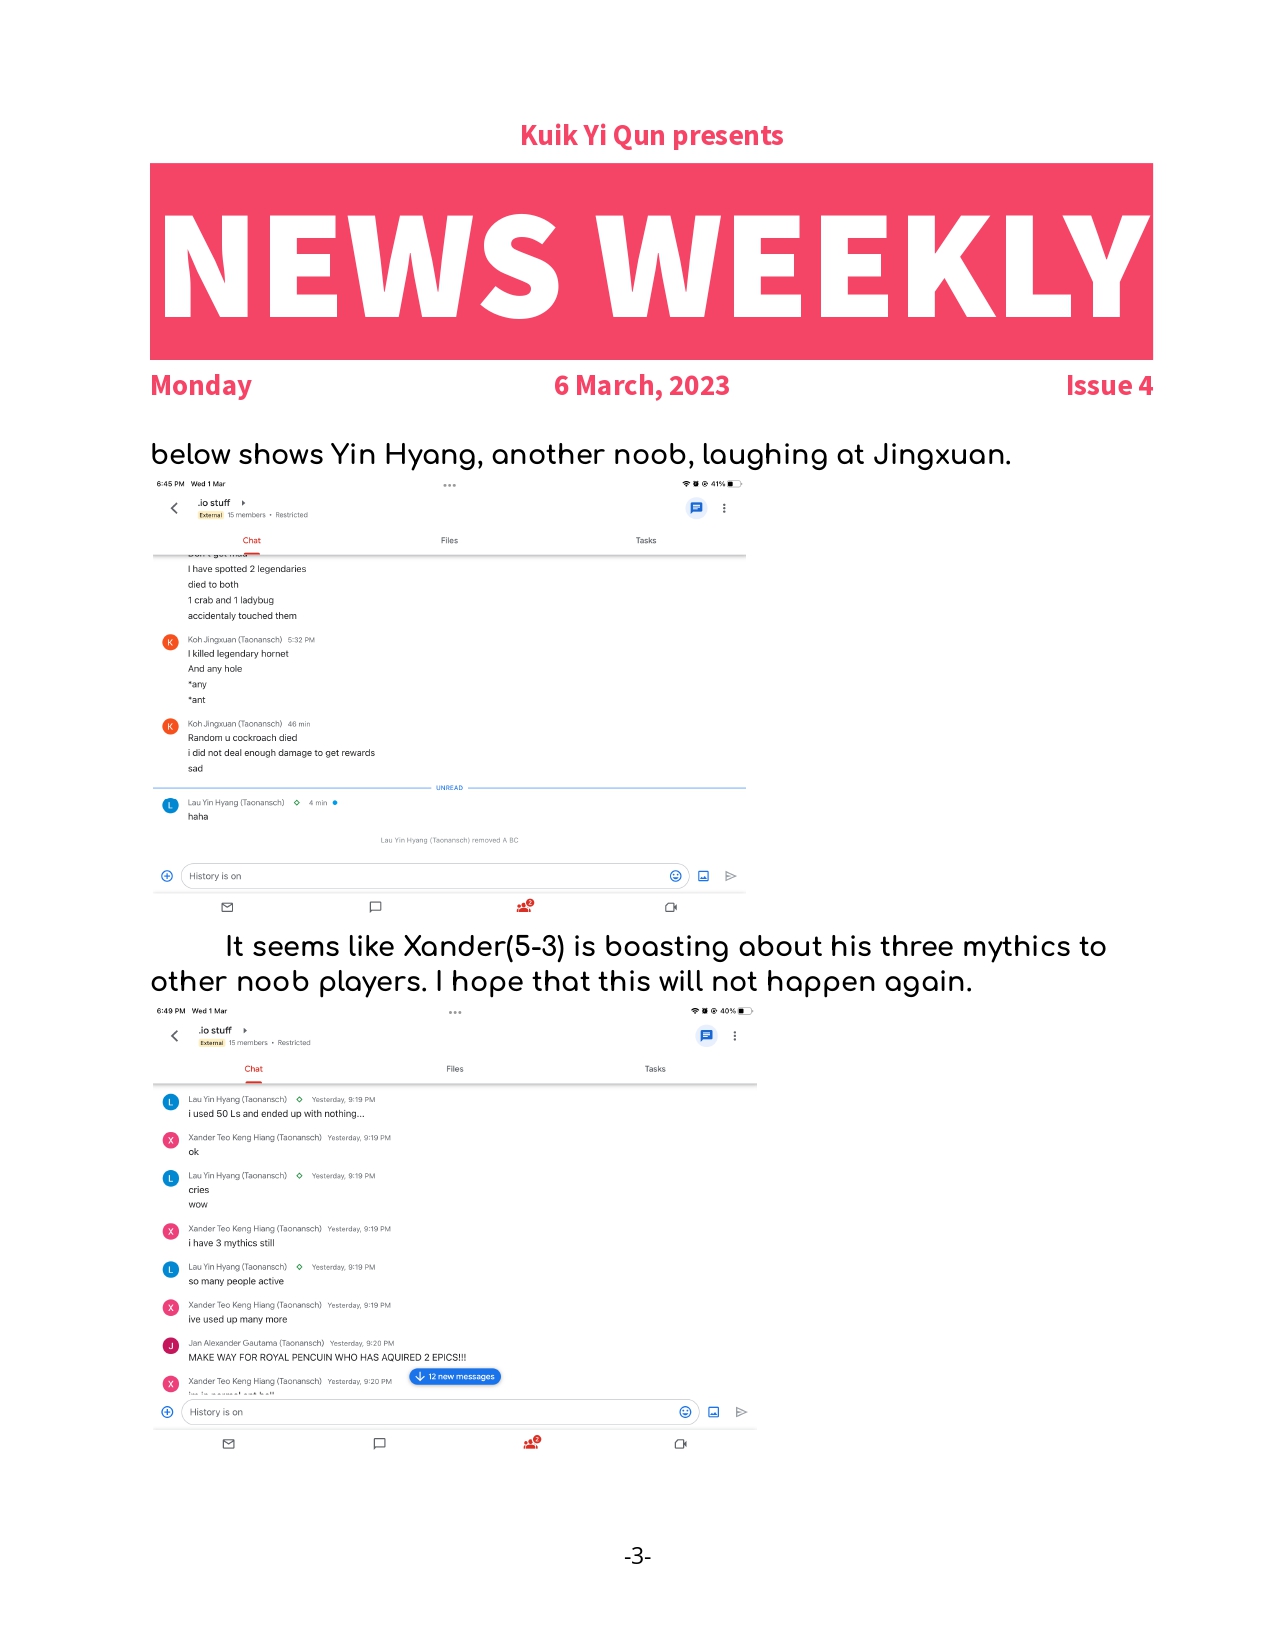 Kuik Yi Qun presents
NEWS WEEKLY
Monday 6 March, 2023 Issue 4
below shows Yin Hyang, another noob, laughing at Jingxuan.
6:45 PM Wed 1 Mar 41%
.io stuff
External 15 members • Restricted
Chat Files Tasks
Don't get mad
I have spotted 2 legendaries
died to both
1 crab and 1 ladybug
accidentaly touched them
K Koh Jingxuan (Taonansch) 5:32 PM
I killed legendary hornet
And any hole
*any
*ant
K Koh Jingxuan (Taonansch) 46 min
Random u cockroach died
i did not deal enough damage to get rewards
sad
UNREAD
L Lau Yin Hyang (Taonansch) 4 min
haha
Lau Yin Hyang (Taonansch) removed A BC
History is on
2
It seems like Xander(5-3) is boasting about his three mythics to
other noob players. I hope that this will not happen again.
6:49 PM Wed 1 Mar 40%
.io stuff
External 15 members • Restricted
Chat Files Tasks
L Lau Yin Hyang (Taonansch) Yesterday, 9:19 PM
i used 50 Ls and ended up with nothing...
X Xander Teo Keng Hiang (Taonansch) Yesterday, 9:19 PM
ok
L Lau Yin Hyang (Taonansch) Yesterday, 9:19 PM
cries
wow
X Xander Teo Keng Hiang (Taonansch) Yesterday, 9:19 PM
i have 3 mythics still
L Lau Yin Hyang (Taonansch) Yesterday, 9:19 PM
so many people active
X Xander Teo Keng Hiang (Taonansch) Yesterday, 9:19 PM
ive used up many more
J Jan Alexander Gautama (Taonansch) Yesterday, 9:20 PM
MAKE WAY FOR ROYAL PENCUIN WHO HAS AQUIRED 2 EPICS!!!
X Xander Teo Keng Hiang (Taonansch) Yesterday, 9:20 PM
12 new messages
History is on
2
-3-